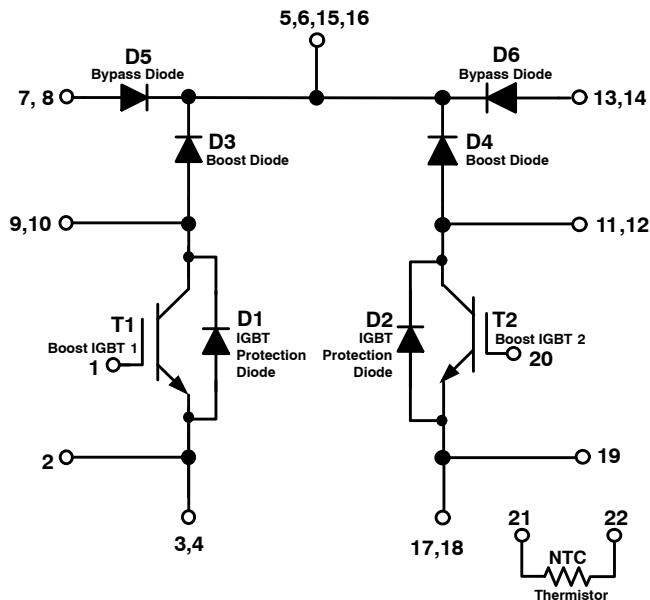 5,6,15,16
D5
Bypass Diode
D6
Bypass Diode
7, 8
13,14
D3
Boost Diode
D4
Boost Diode
9,10
11,12
T1
Boost IGBT 1
1
D1
IGBT
Protection
Diode
D2
IGBT
Protection
Diode
T2
Boost IGBT 2
20
2
19
3,4
17,18
21
22
NTC
Thermistor